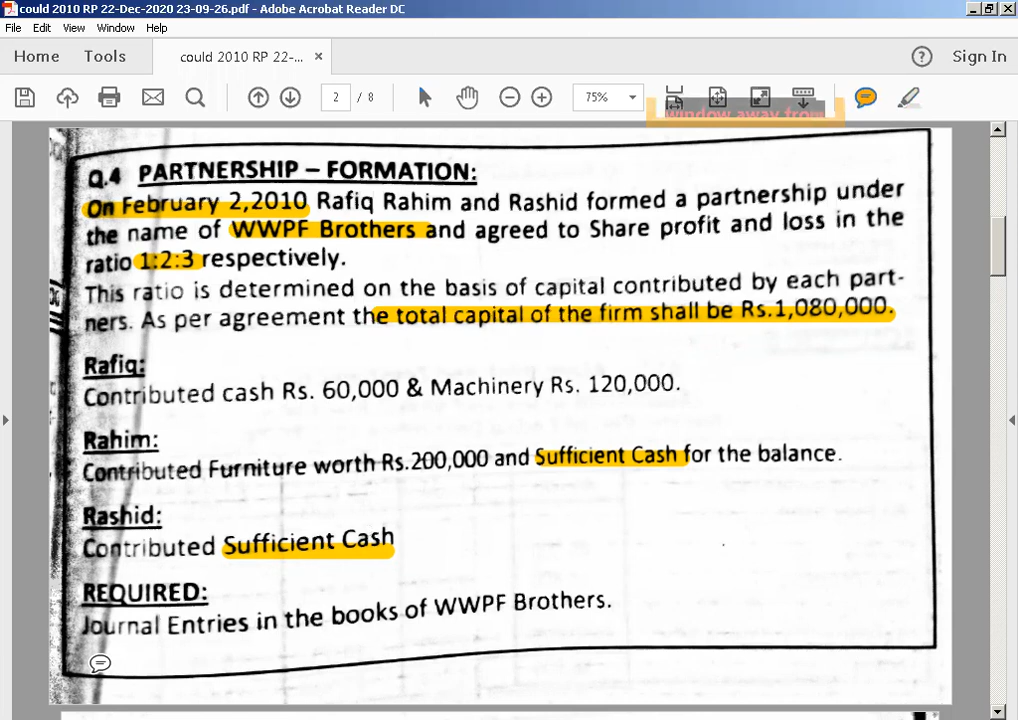 could 2010 RP 22-Dec-2020 23-09-26.pdf - Adobe Acrobat Reader DC
File Edit View Window Help
Home Tools could 2010 RP 22-... × Sign In
2 / 8 75%
window away from
Q.4 PARTNERSHIP – FORMATION:
On February 2,2010 Rafiq Rahim and Rashid formed a partnership under
the name of WWPF Brothers and agreed to Share profit and loss in the
ratio 1:2:3 respectively.
This ratio is determined on the basis of capital contributed by each part-
ners. As per agreement the total capital of the firm shall be Rs.1,080,000.
Rafiq:
Contributed cash Rs. 60,000 & Machinery Rs. 120,000.
Rahim:
Contributed Furniture worth Rs.200,000 and Sufficient Cash for the balance.
Rashid:
Contributed Sufficient Cash
REQUIRED:
Journal Entries in the books of WWPF Brothers.